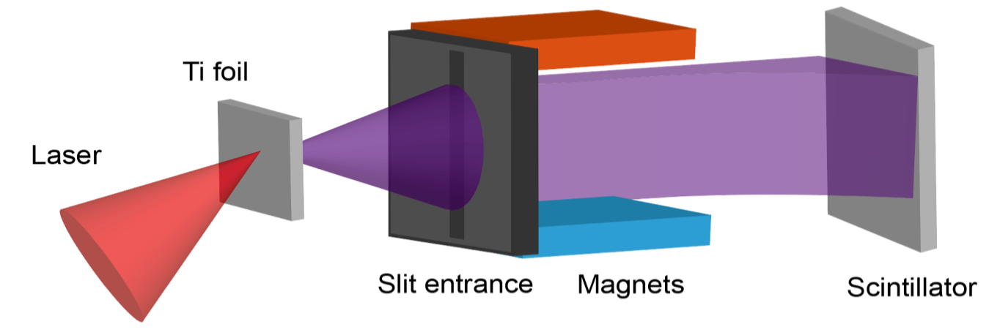 Ti foil
Laser
Slit entrance
Magnets
Scintillator